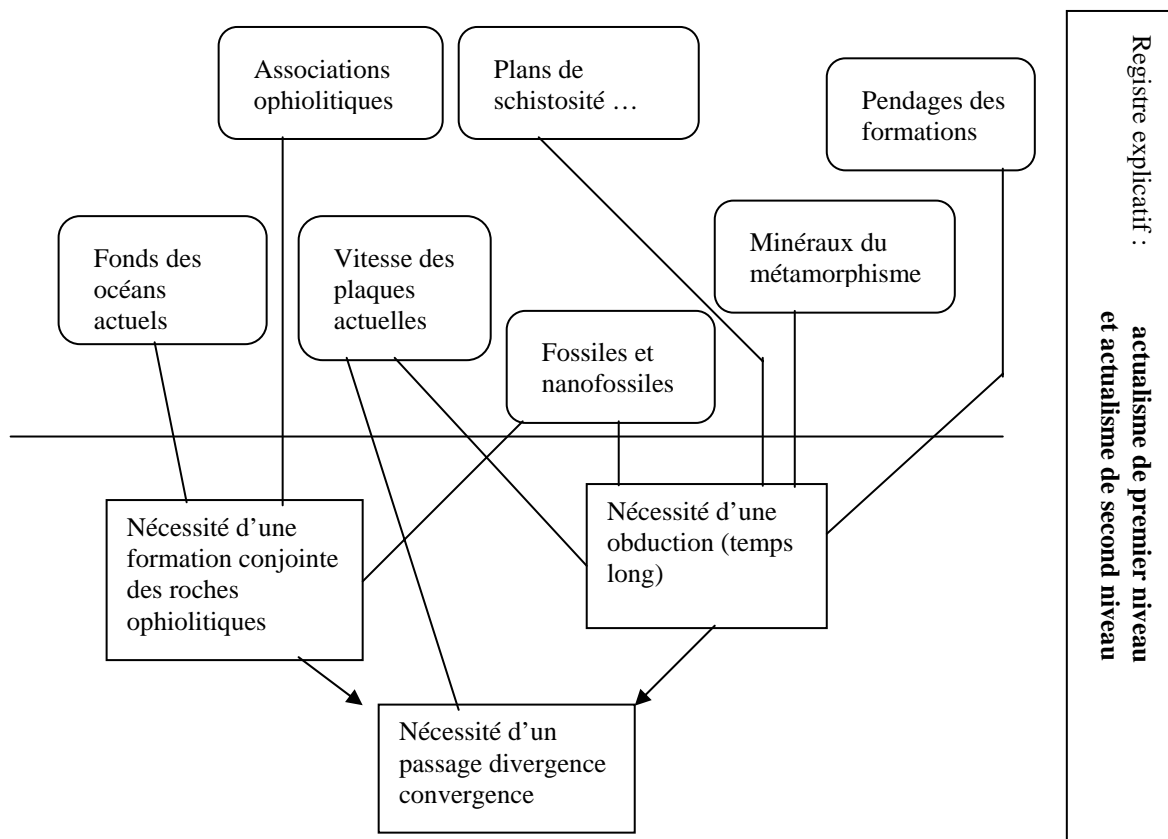 Associations
ophiolitiques
Plans de
schistosité …
Pendages des
formations
Fonds des
océans
actuels
Vitesse des
plaques
actuelles
Minéraux du
métamorphisme
Fossiles et
nanofossiles
Nécessité d’une
formation conjointe
des roches
ophiolitiques
Nécessité d’une
obduction (temps
long)
Nécessité d’un
passage divergence
convergence
Registre explicatif :
actualisme de premier niveau
et actualisme de second niveau